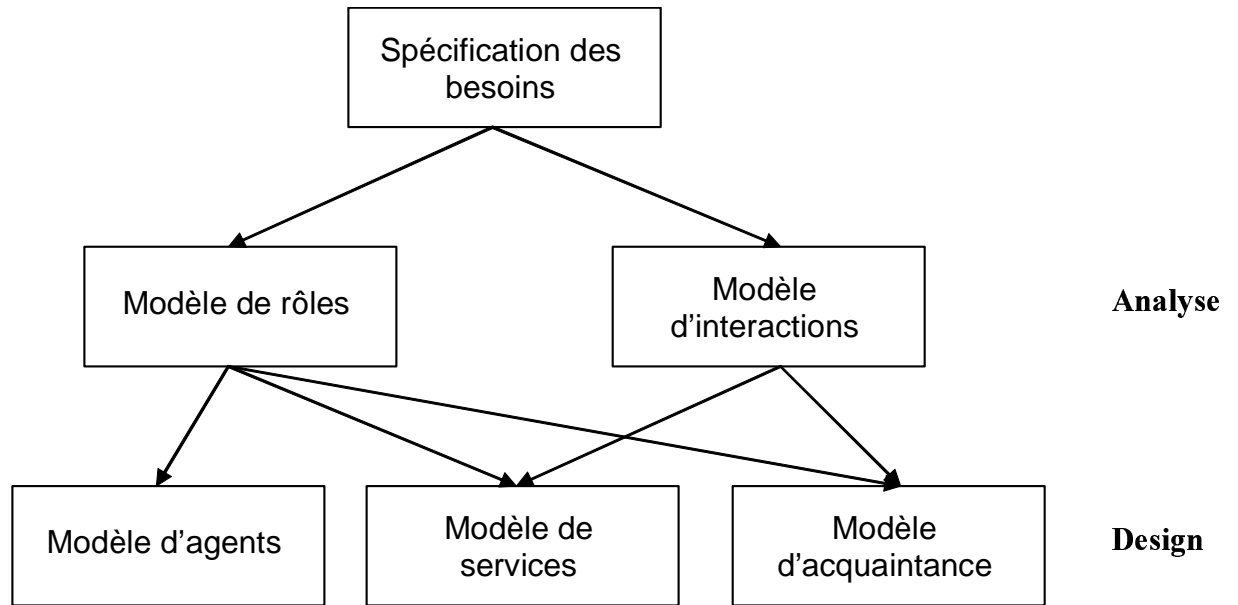 Spécification des
besoins
Modèle de rôles
Modèle
d'interactions
Analyse
Modèle d'agents
Modèle de
services
Modèle
d'acquaintance
Design